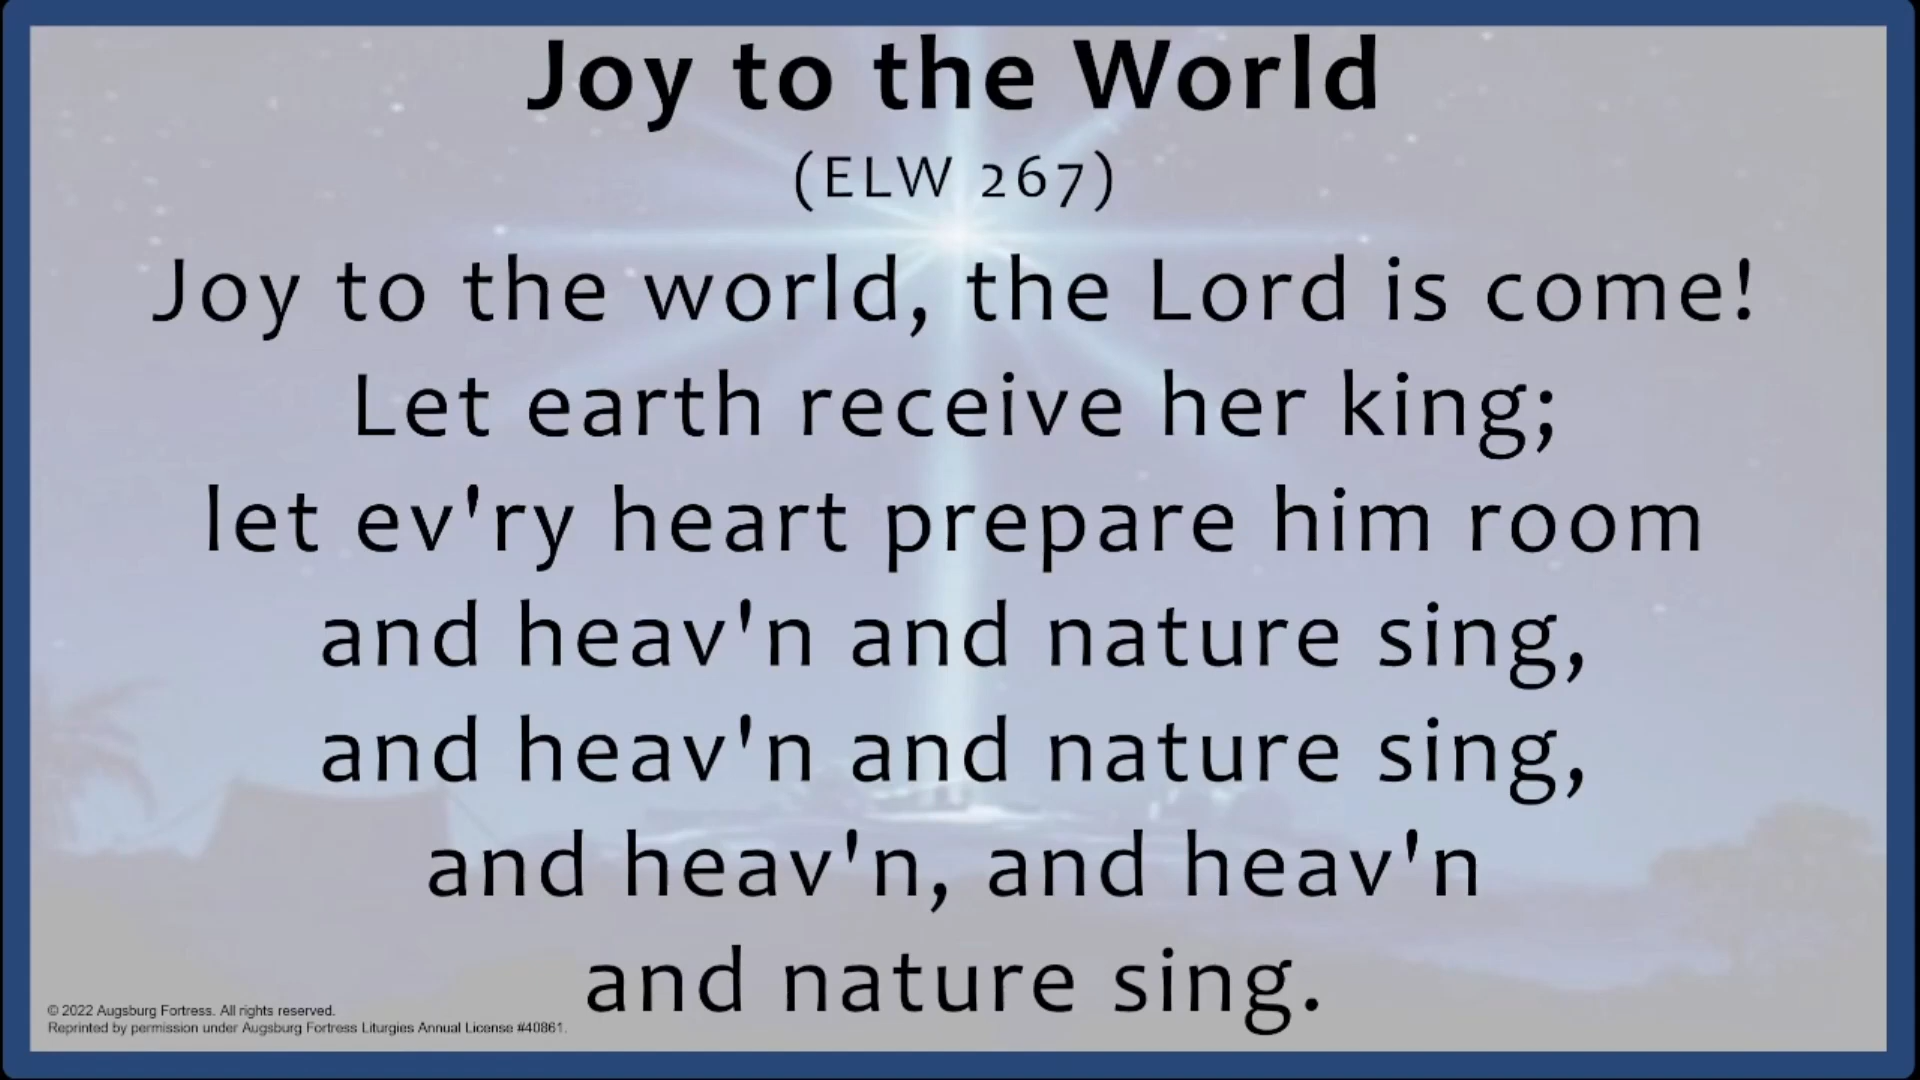 Joy to the World
(ELW 267)
Joy to the world, the Lord is come!
Let earth receive her king;
let ev'ry heart prepare him room
and heav'n and nature sing,
and heav'n and nature sing,
and heav'n, and heav'n
and nature sing.
© 2022 Augsburg Fortress. All rights reserved.
Reprinted by permission under Augsburg Fortress Liturgies Annual License #40861.